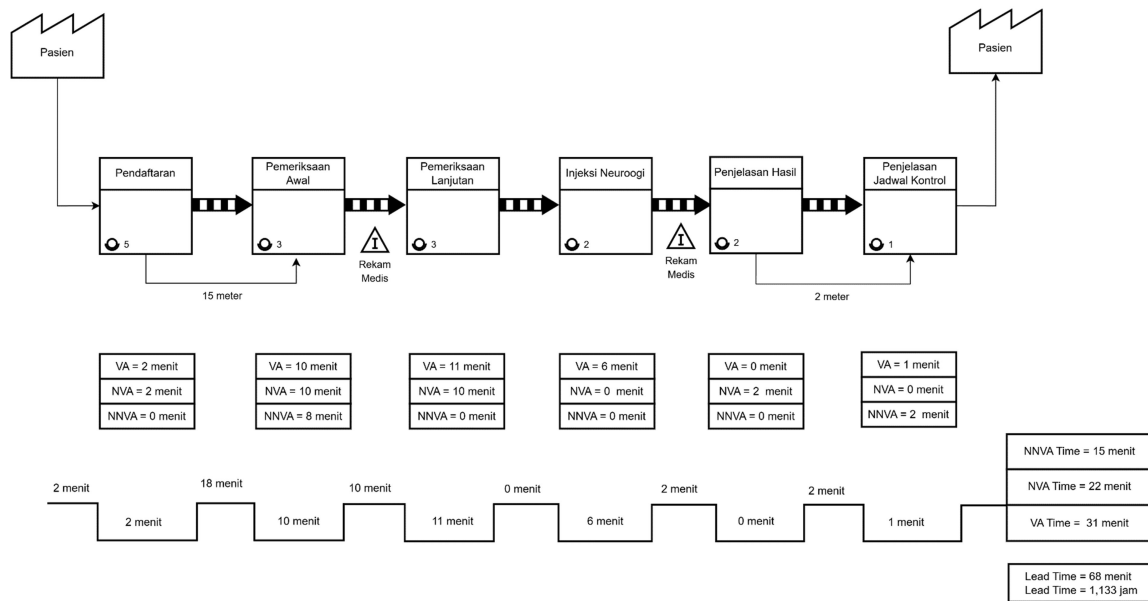 Pasien
Pasien
Pendaftaran
Pemeriksaan
Awal
Pemeriksaan
Lanjutan
Injeksi Neuroogi
Penjelasan Hasil
Penjelasan
Jadwal Kontrol
5
3
3
2
2
1
I
I
Rekam
Medis
Rekam
Medis
15 meter
2 meter
VA = 2 menit
NVA = 2 menit
NNVA = 0 menit
VA = 10 menit
NVA = 10 menit
NNVA = 8 menit
VA = 11 menit
NVA = 10 menit
NNVA = 0 menit
VA = 6 menit
NVA = 0 menit
NNVA = 0 menit
VA = 0 menit
NVA = 2 menit
NNVA = 0 menit
VA = 1 menit
NVA = 0 menit
NNVA = 2 menit
2 menit
18 menit
10 menit
0 menit
2 menit
2 menit
2 menit
10 menit
11 menit
6 menit
0 menit
1 menit
NNVA Time = 15 menit
NVA Time = 22 menit
VA Time = 31 menit
Lead Time = 68 menit
Lead Time = 1,133 jam